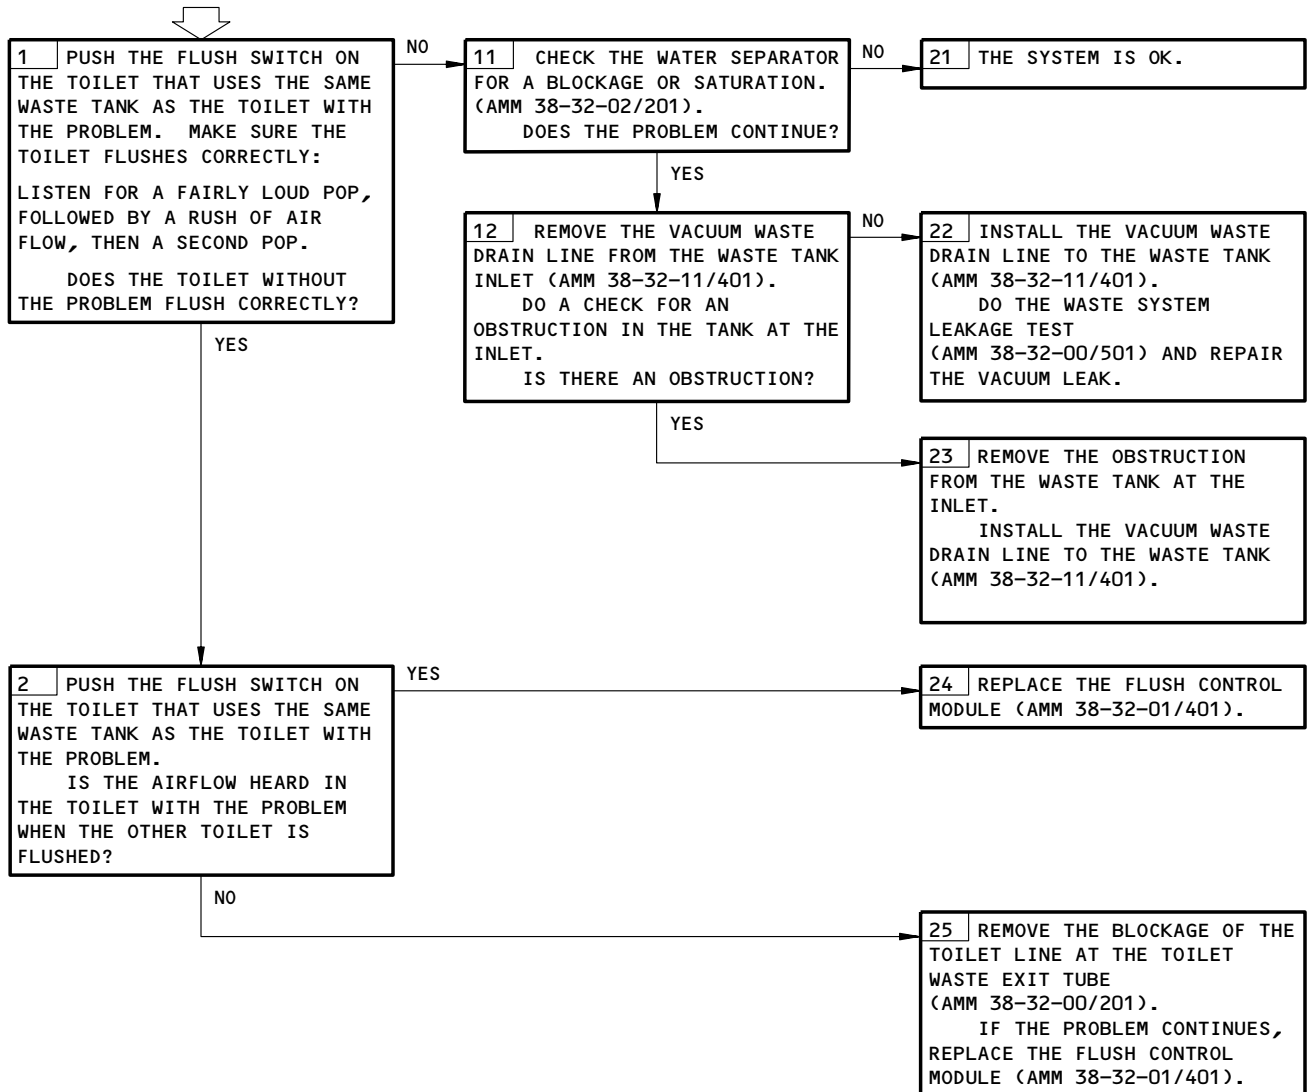 1 PUSH THE FLUSH SWITCH ON
THE TOILET THAT USES THE SAME
WASTE TANK AS THE TOILET WITH
THE PROBLEM. MAKE SURE THE
TOILET FLUSHES CORRECTLY:
LISTEN FOR A FAIRLY LOUD POP,
FOLLOWED BY A RUSH OF AIR
FLOW, THEN A SECOND POP.
DOES THE TOILET WITHOUT
THE PROBLEM FLUSH CORRECTLY?
NO
YES
11 CHECK THE WATER SEPARATOR
FOR A BLOCKAGE OR SATURATION.
(AMM 38-32-02/201).
DOES THE PROBLEM CONTINUE?
NO
YES
21 THE SYSTEM IS OK.
12 REMOVE THE VACUUM WASTE
DRAIN LINE FROM THE WASTE TANK
INLET (AMM 38-32-11/401).
DO A CHECK FOR AN
OBSTRUCTION IN THE TANK AT THE
INLET.
IS THERE AN OBSTRUCTION?
NO
YES
22 INSTALL THE VACUUM WASTE
DRAIN LINE TO THE WASTE TANK
(AMM 38-32-11/401).
DO THE WASTE SYSTEM
LEAKAGE TEST
(AMM 38-32-00/501) AND REPAIR
THE VACUUM LEAK.
23 REMOVE THE OBSTRUCTION
FROM THE WASTE TANK AT THE
INLET.
INSTALL THE VACUUM WASTE
DRAIN LINE TO THE WASTE TANK
(AMM 38-32-11/401).
2 PUSH THE FLUSH SWITCH ON
THE TOILET THAT USES THE SAME
WASTE TANK AS THE TOILET WITH
THE PROBLEM.
IS THE AIRFLOW HEARD IN
THE TOILET WITH THE PROBLEM
WHEN THE OTHER TOILET IS
FLUSHED?
YES
NO
24 REPLACE THE FLUSH CONTROL
MODULE (AMM 38-32-01/401).
25 REMOVE THE BLOCKAGE OF THE
TOILET LINE AT THE TOILET
WASTE EXIT TUBE
(AMM 38-32-00/201).
IF THE PROBLEM CONTINUES,
REPLACE THE FLUSH CONTROL
MODULE (AMM 38-32-01/401).